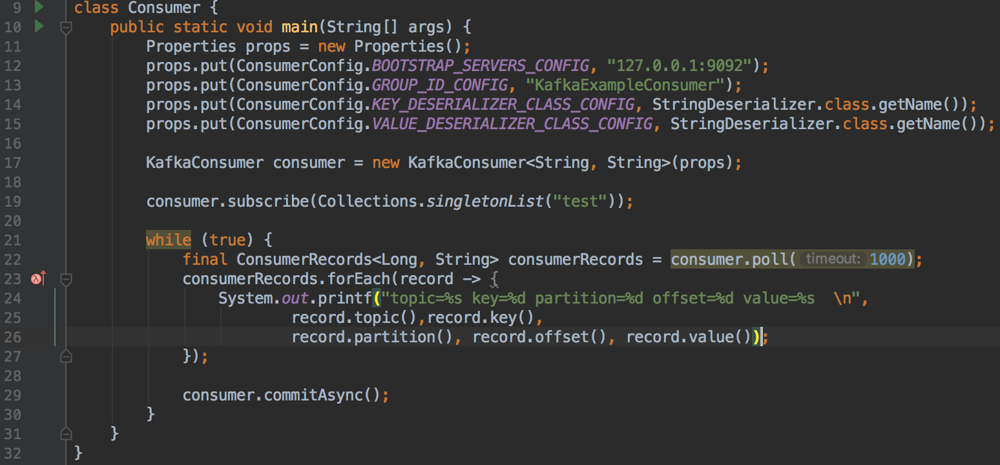 9 class Consumer {
10 public static void main(String[] args) {
11 Properties props = new Properties();
12 props.put(ConsumerConfig.BOOTSTRAP_SERVERS_CONFIG, "127.0.0.1:9092");
13 props.put(ConsumerConfig.GROUP_ID_CONFIG, "KafkaExampleConsumer");
14 props.put(ConsumerConfig.KEY_DESERIALIZER_CLASS_CONFIG, StringDeserializer.class.getName());
15 props.put(ConsumerConfig.VALUE_DESERIALIZER_CLASS_CONFIG, StringDeserializer.class.getName());
16
17 KafkaConsumer consumer = new KafkaConsumer<String, String>(props);
18
19 consumer.subscribe(Collections.singletonList("test"));
20
21 while (true) {
22 final ConsumerRecords<Long, String> consumerRecords = consumer.poll( timeout: 1000);
23 consumerRecords.forEach(record -> {
24 System.out.printf("topic=%s key=%d partition=%d offset=%d value=%s  \n",
25 record.topic(),record.key(),
26 record.partition(), record.offset(), record.value());
27 });
28
29 consumer.commitAsync();
30 }
31 }
32 }